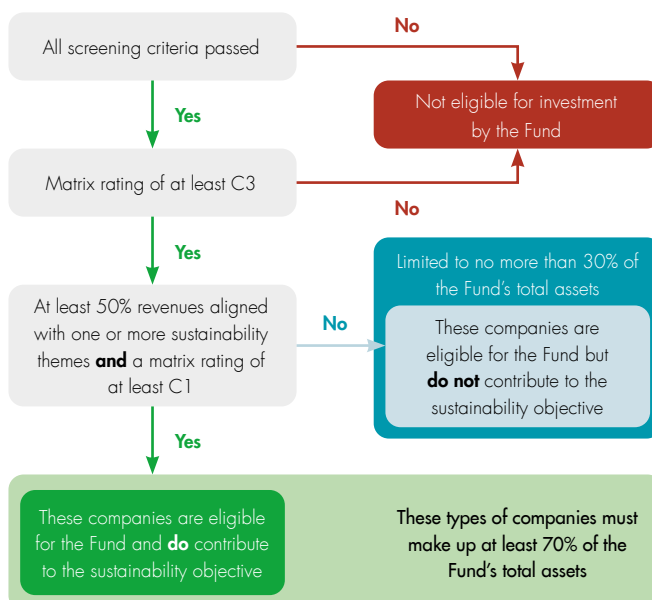 All screening criteria passed
No
Not eligible for investment
by the Fund
Yes
Matrix rating of at least C3
No
Yes
Limited to no more than 30% of
the Fund's total assets
At least 50% revenues aligned
with one or more sustainability
themes and a matrix rating of
at least C1
No
These companies are
eligible for the Fund but
do not contribute to the
sustainability objective
Yes
These companies are eligible
for the Fund and do contribute
to the sustainability objective
These types of companies must
make up at least 70% of the
Fund's total assets